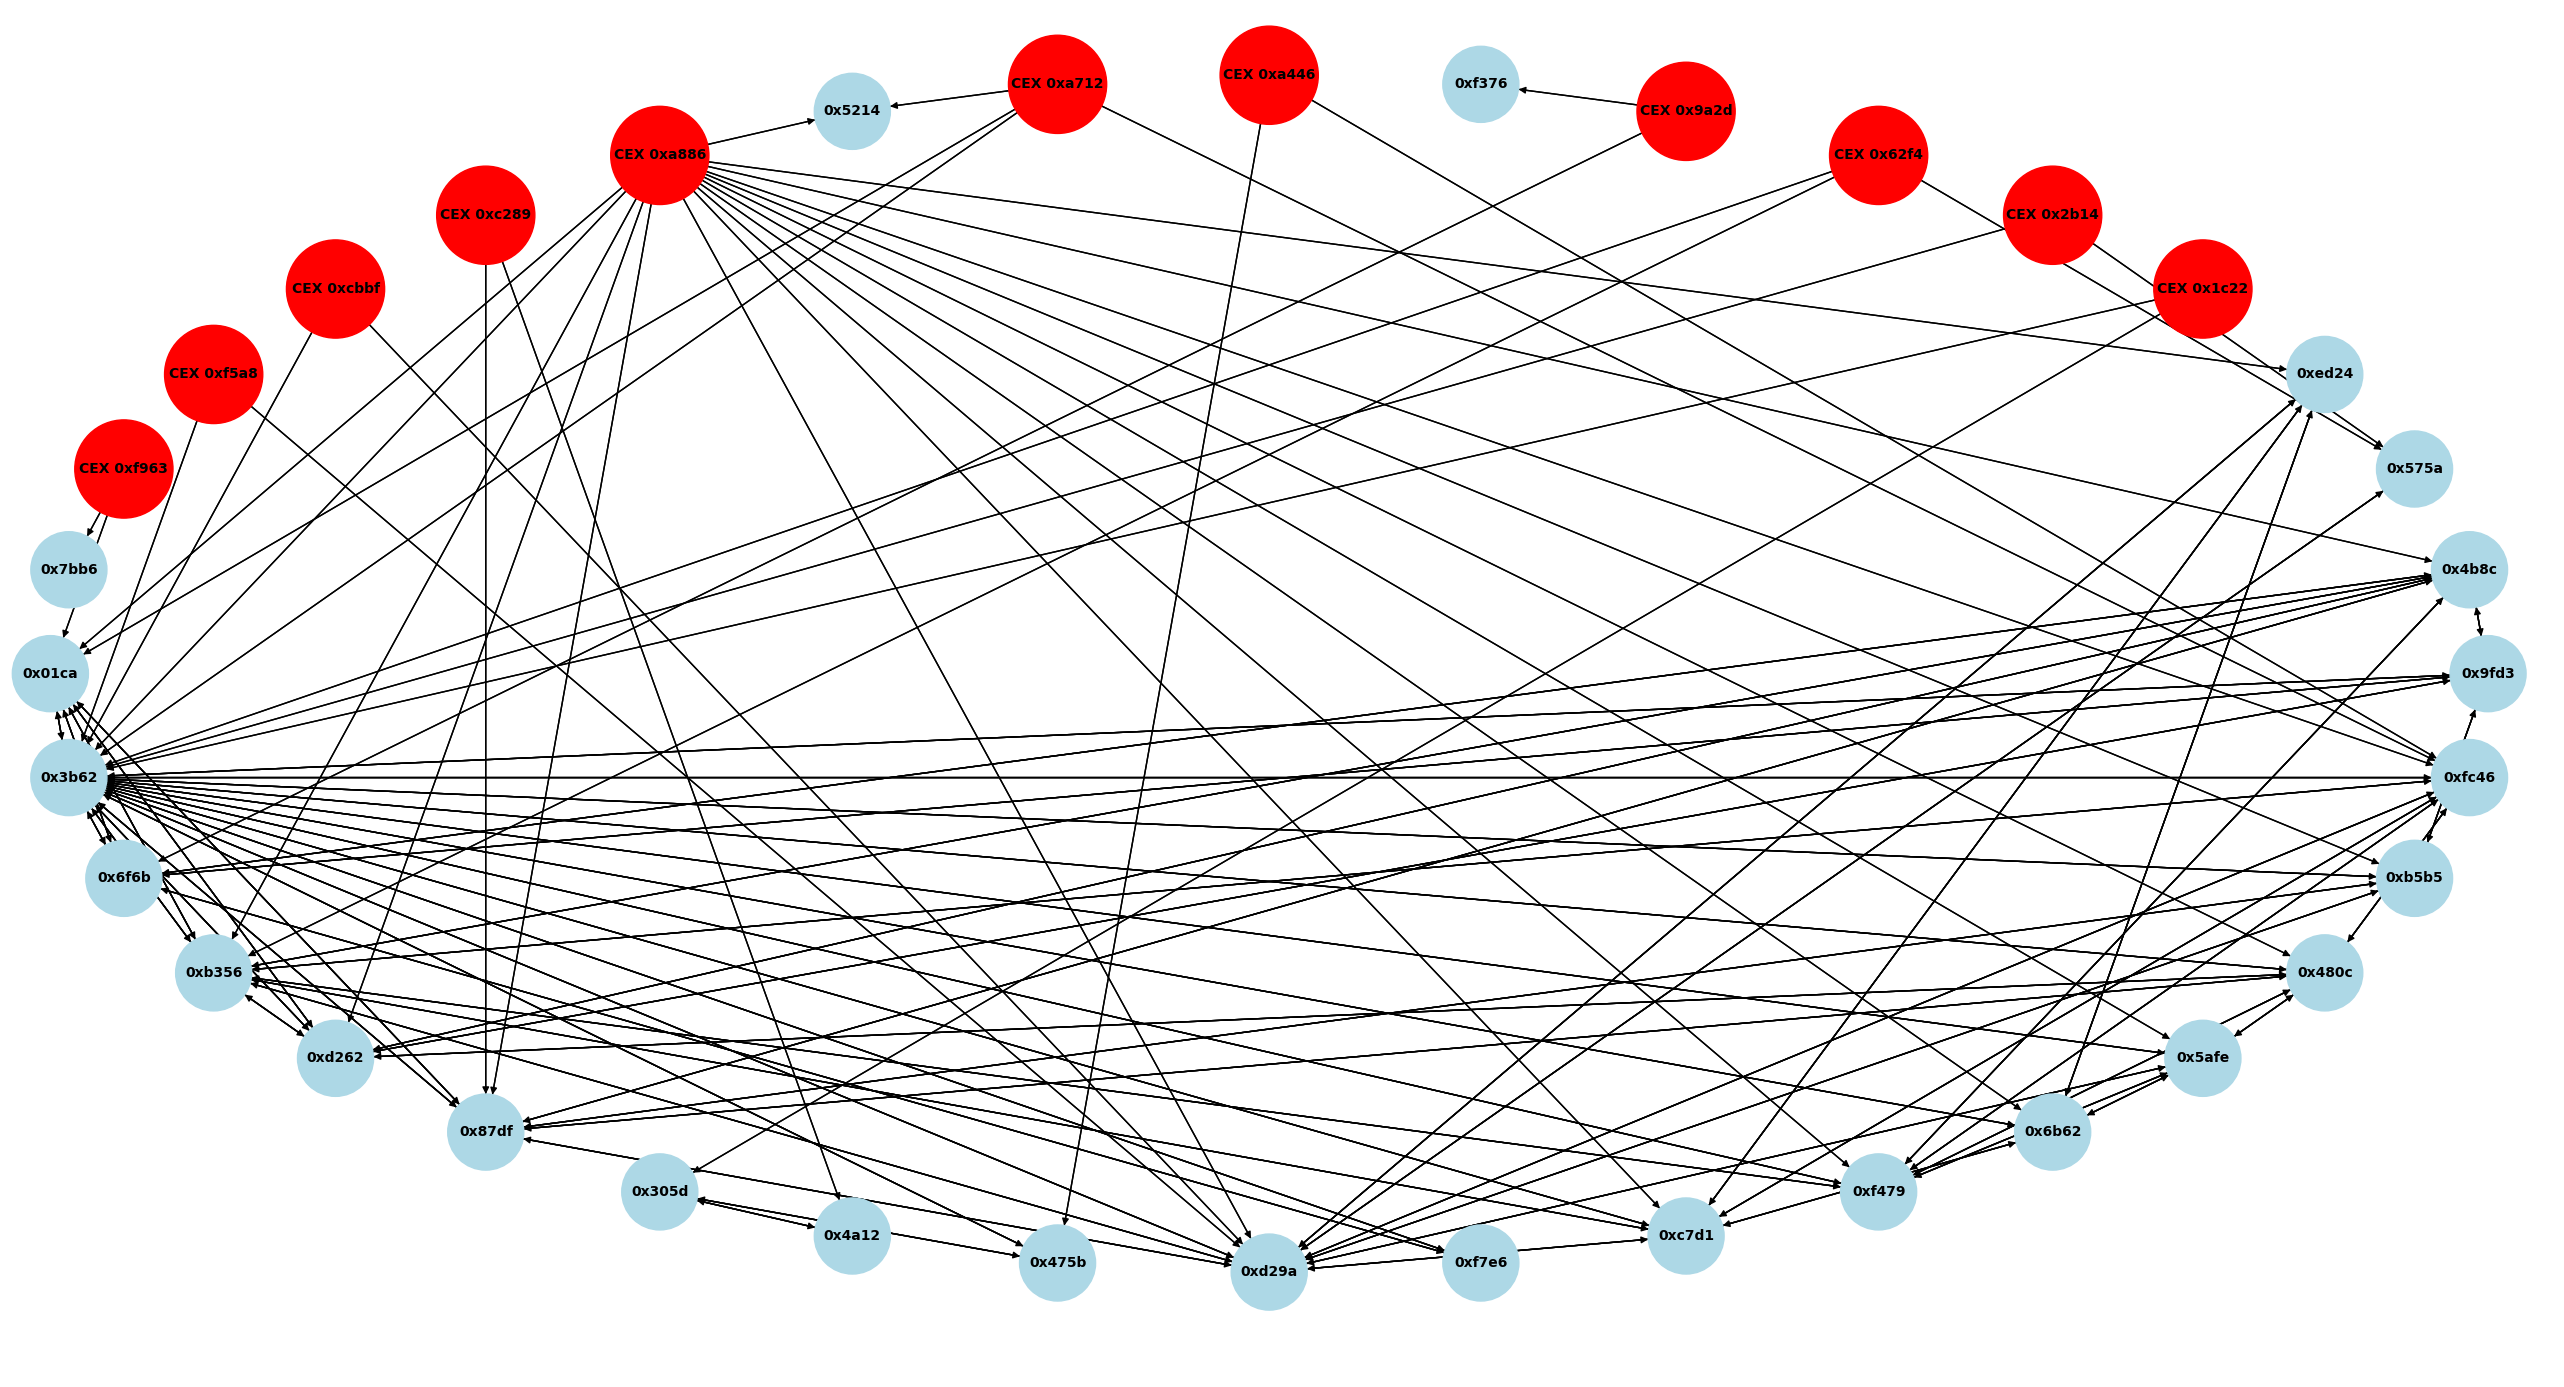 CEX 0xa446
CEX 0xa712
0xf376
0x5214
CEX 0x9a2d
CEX 0xa886
CEX 0x62f4
CEX 0xc289
CEX 0x2b14
CEX 0xcbbf
CEX 0x1c22
CEX 0xf5a8
0xed24
CEX 0xf963
0x575a
0x7bb6
0x4b8c
0x01ca
0x9fd3
0x3b62
0xfc46
0x6f6b
0xb5b5
0xb356
0x480c
0xd262
0x5afe
0x87df
0x6b62
0x305d
0xf479
0x4a12
0xc7d1
0x475b
0xf7e6
0xd29a